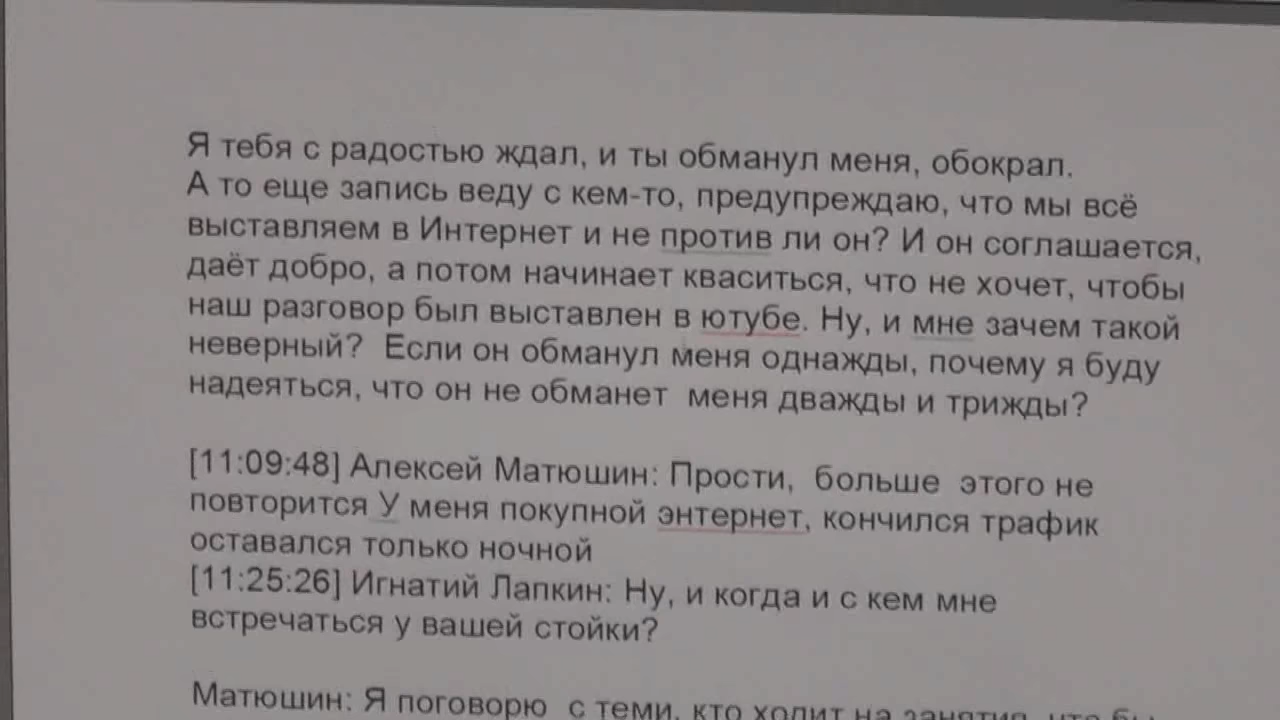 Я тебя с радостью ждал, и ты обманул меня, обокрал.
А то еще запись веду с кем-то, предупреждаю, что мы всё
выставляем в Интернет и не против ли он? И он соглашается,
даёт добро, а потом начинает кваситься, что не хочет, чтобы
наш разговор был выставлен в ютубе. Ну, и мне зачем такой
неверный?  Если он обманул меня однажды, почему я буду
надеяться, что он не обманет  меня дважды и трижды?
[11:09:48] Алексей Матюшин: Прости,  больше  этого не
повторится У меня покупной энтернет, кончился трафик
оставался только ночной
[11:25:26] Игнатий Лапкин: Ну, и когда и с кем мне
встречаться у вашей стойки?
Матюшин: Я поговорю  с теми, кто ходит на занятия, что бы